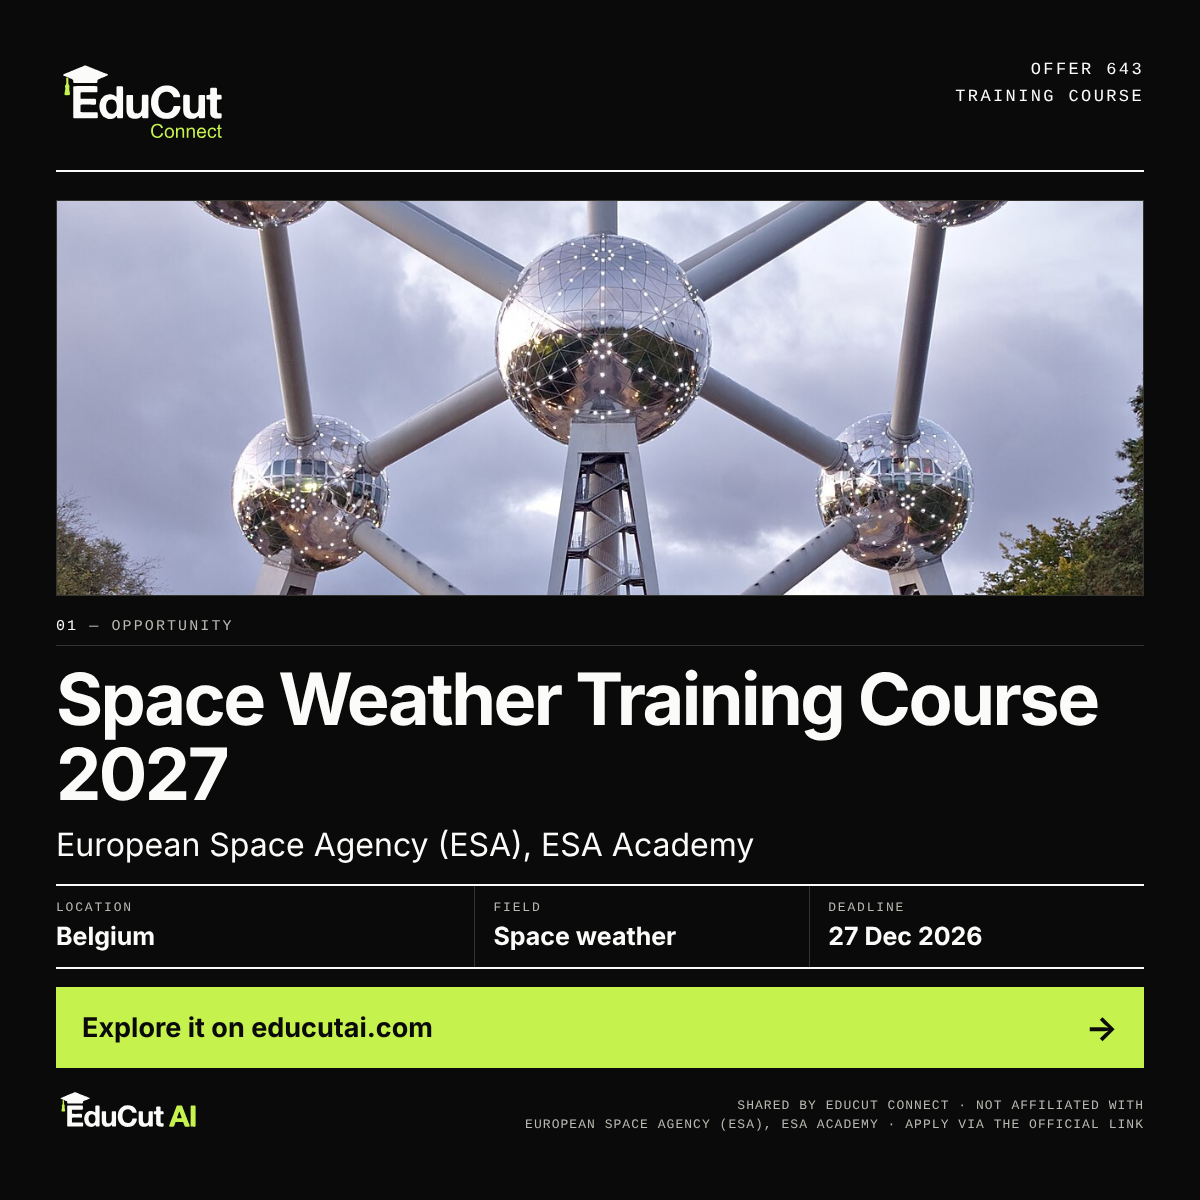 EduCut
Connect
OFFER 643
TRAINING COURSE
01 — OPPORTUNITY
Space Weather Training Course
2027
European Space Agency (ESA), ESA Academy
LOCATION
Belgium
FIELD
Space weather
DEADLINE
27 Dec 2026
Explore it on educutai.com →
EduCut AI
SHARED BY EDUCUT CONNECT · NOT AFFILIATED WITH
EUROPEAN SPACE AGENCY (ESA), ESA ACADEMY · APPLY VIA THE OFFICIAL LINK